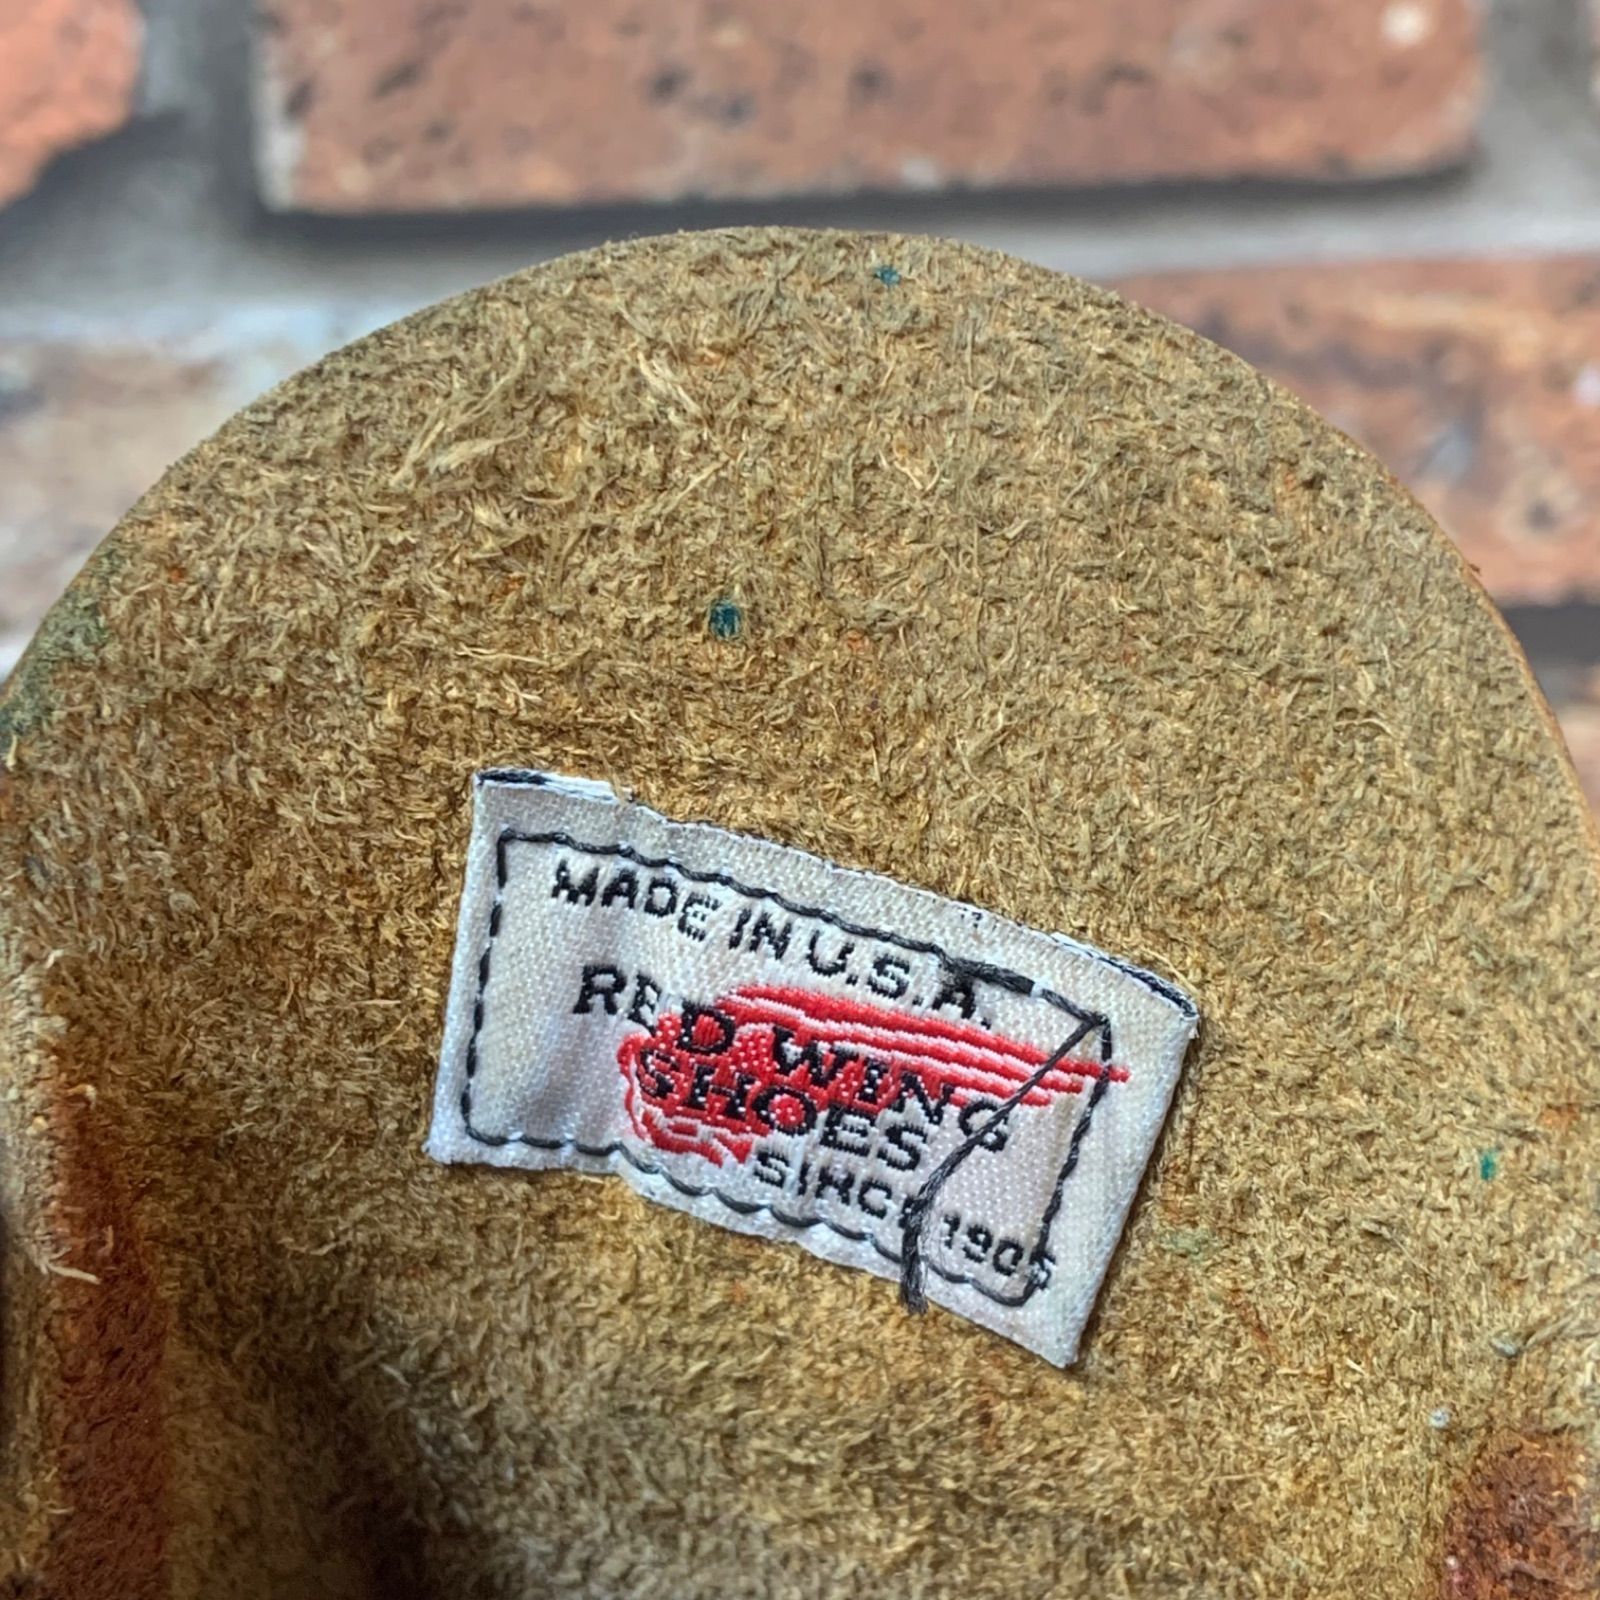 MADE IN U.S.A.
RED WING
SHOES
SINCE 1905